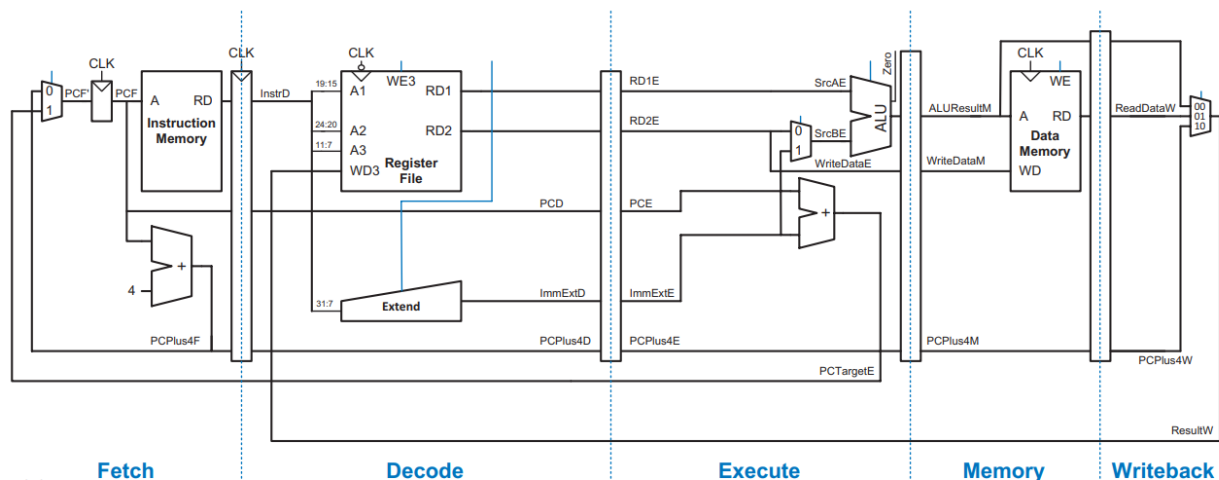 CLK
CLK
CLK
CLK
0
1
PCF'
PCF
A
RD
Instruction
Memory
InstrD
19:15
A1
WE3
RD1
24:20
A2
RD2
11:7
A3
WD3
Register
File
RD1E
RD2E
SrcAE
0
1
SrcBE
ALU
Zero
WriteDataE
ALUResultM
WriteDataM
WE
A
RD
Data
Memory
WD
ReadDataW
00
01
10
PCD
PCE
+
4
+
31:7
Extend
ImmExtD
ImmExtE
PCPlus4F
PCPlus4D
PCPlus4E
PCPlus4M
PCPlus4W
PCTargetE
ResultW
Fetch
Decode
Execute
Memory
Writeback